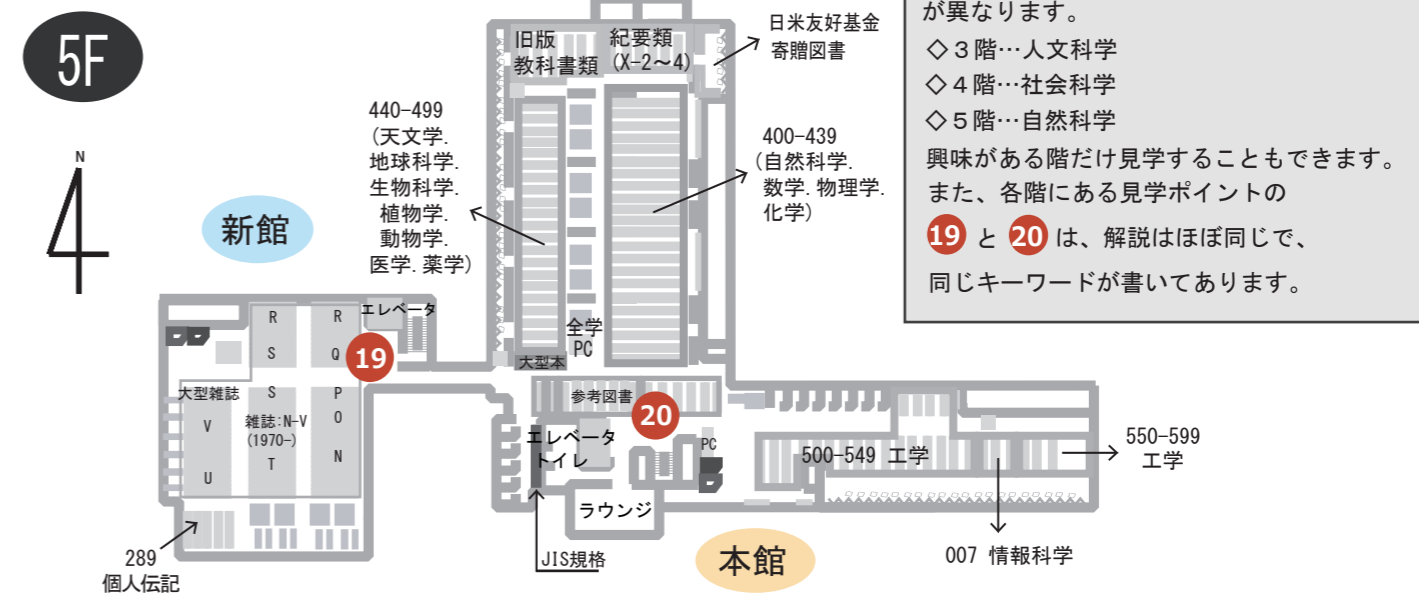 5F
N
新館
440-499
(天文学.
地球科学.
生物科学.
植物学.
動物学.
医学.薬学)
旧版
教科書類
紀要類
(X-2～4)
日米友好基金
寄贈図書
400-439
(自然科学.
数学.物理学.
化学)
が異なります。
◇３階…人文科学
◇４階…社会科学
◇５階…自然科学
興味がある階だけ見学することもできます。
また、各階にある見学ポイントの
19 と 20 は、解説はほぼ同じで、
同じキーワードが書いてあります。
エレベータ
R
R
S
Q
19
大型雑誌
S
P
V
雑誌:N-V
(1970-)
O
T
N
U
289
個人伝記
全学
PC
大型本
参考図書
20
エレベータ
トイレ
PC
ラウンジ
JIS規格
本館
500-549 工学
550-599
工学
007 情報科学